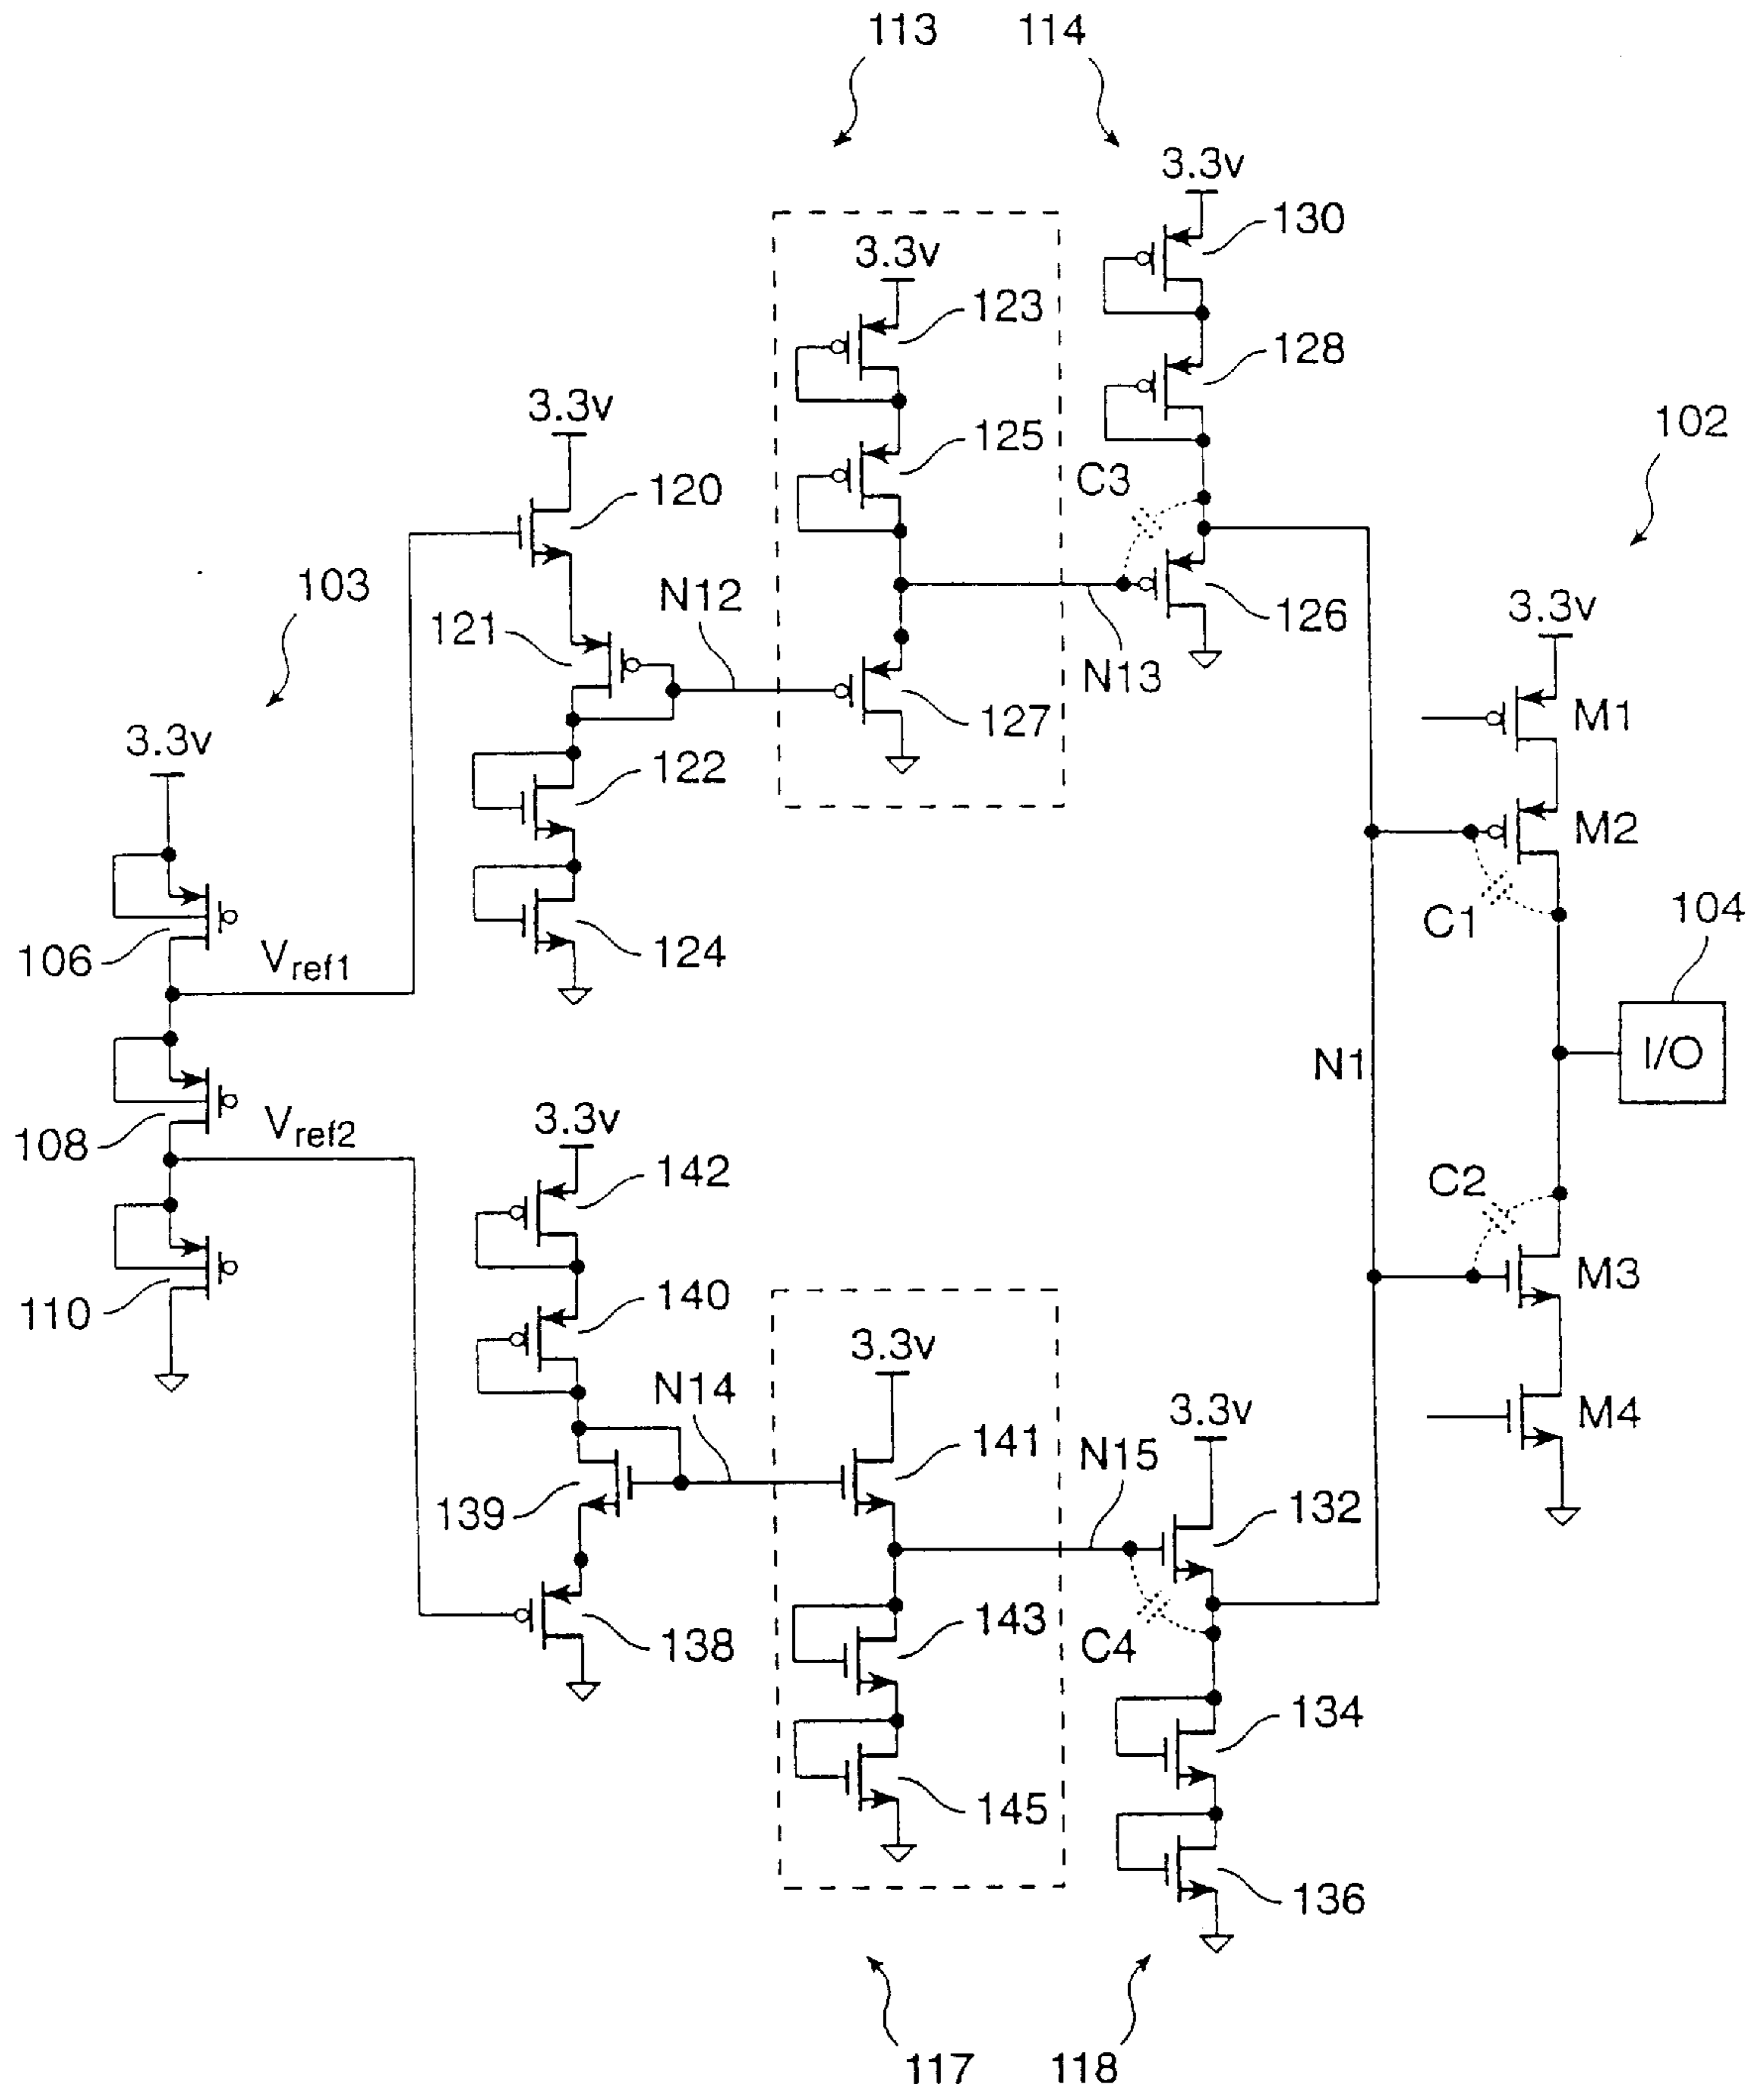 113
114
3.3v
130
3.3v
123
128
3.3v
125
102
C3
120
103
N12
3.3v
126
121
N13
M1
3.3v
127
122
M2
C1
104
106
Vref1
124
N1
I/O
108
Vref2
3.3v
142
C2
M3
110
140
3.3v
N14
3.3v
M4
141
N15
139
132
143
138
C4
134
145
136
117
118